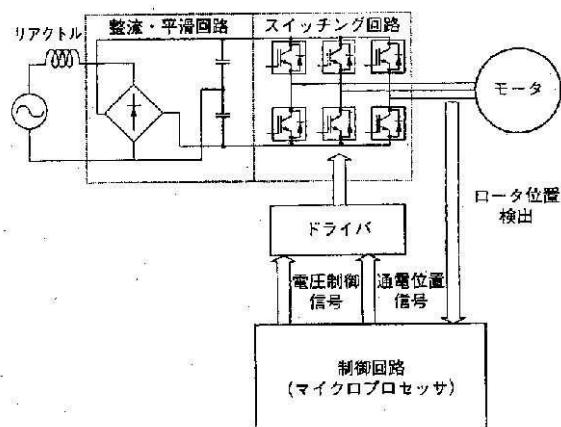 整流・平滑回路
スイッチング回路
リアクトル
モータ
ロータ位置
検出
ドライバ
電圧制御
信号
通電位置
信号
制御回路
(マイクロプロセッサ)